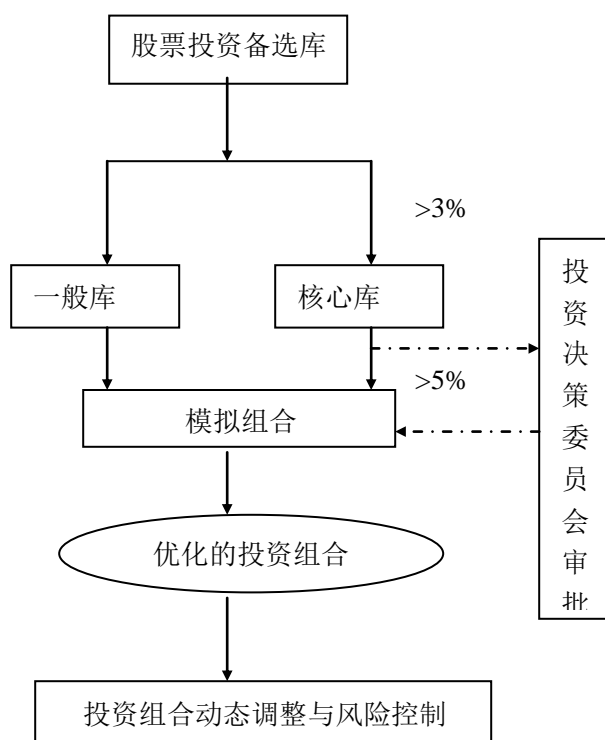 股票投资备选库
>3%
一般库
核心库
>5%
模拟组合
优化的投资组合
投资组合动态调整与风险控制
投
资
决
策
委
员
会
审
批